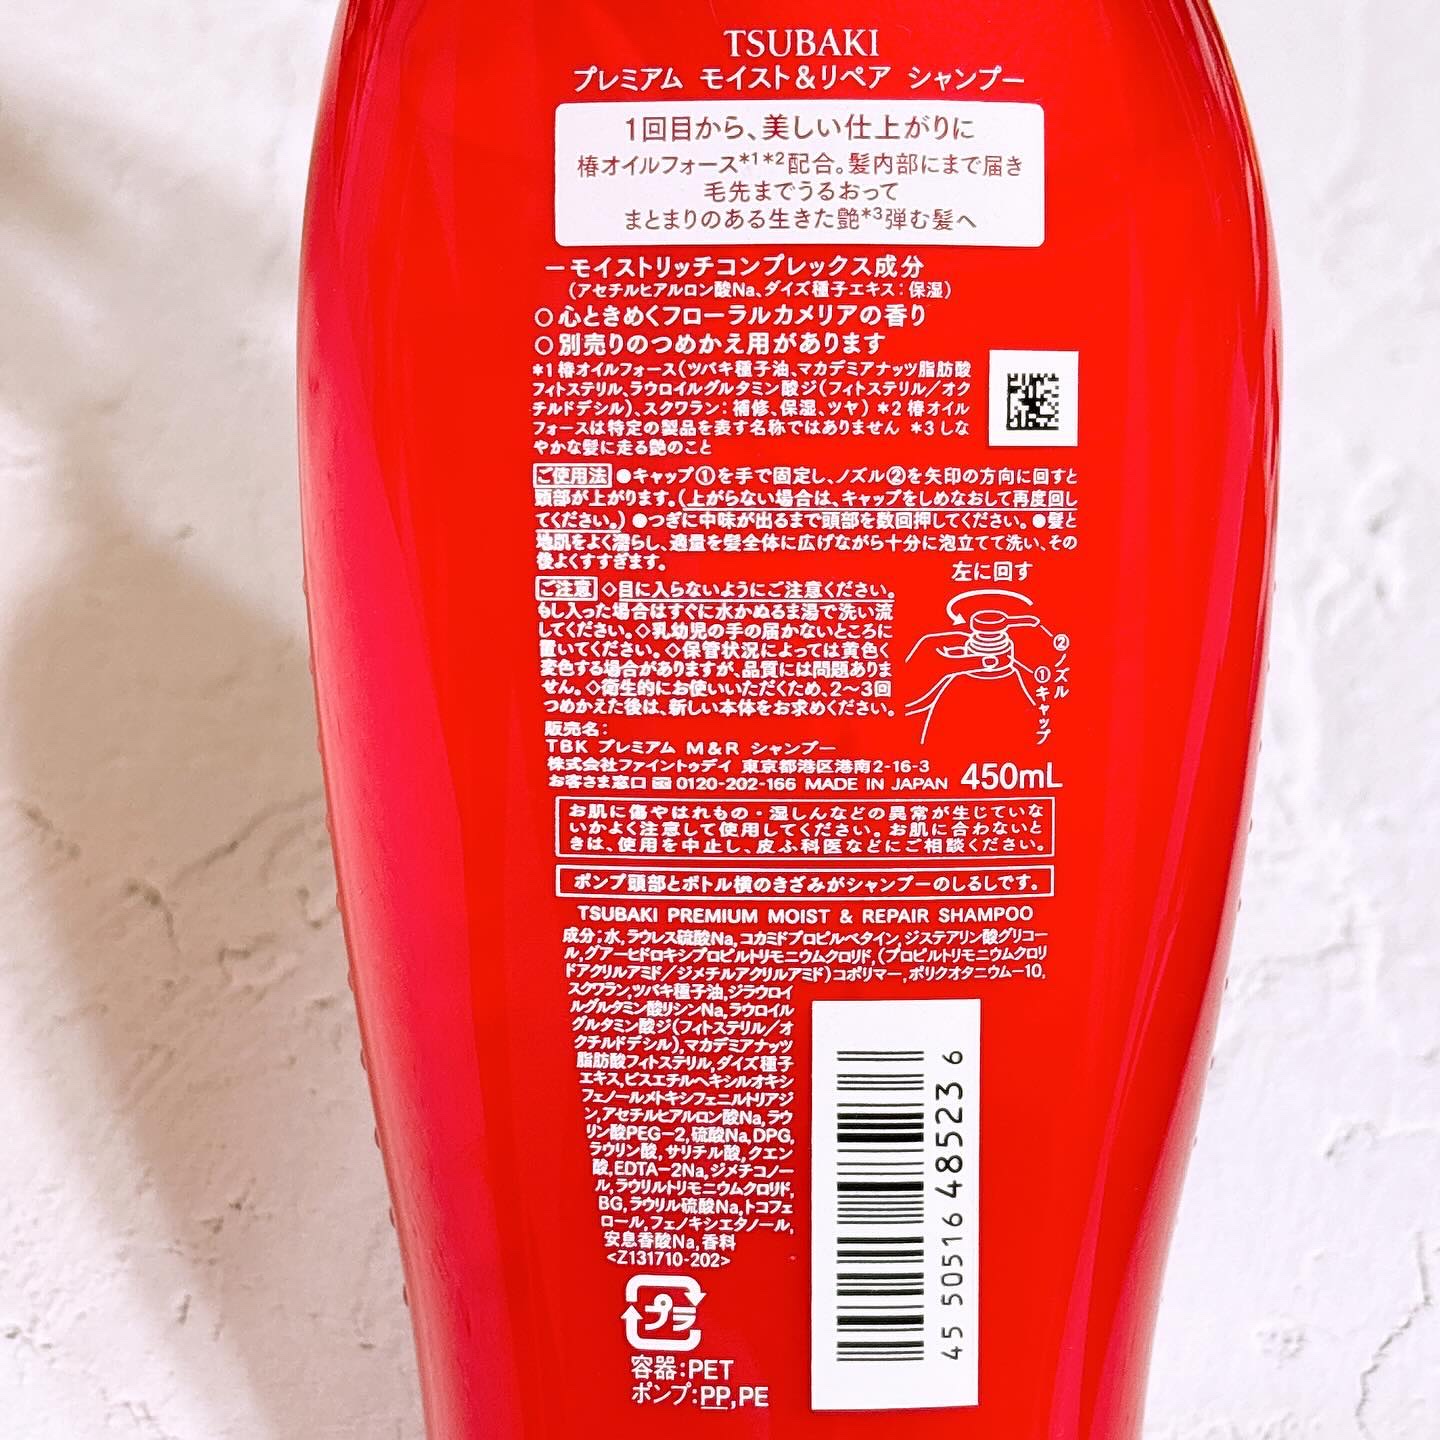 TSUBAKI
プレミアム モイスト&リペア シャンプー
1回目から、美しい仕上がりに
椿オイルフォース*1*2配合。髪内部にまで届き
毛先までうるおって
まとまりのある生きた艶*3弾む髪へ
ーモイストリッチコンプレックス成分
(アセチルヒアルロン酸Na、ダイズ種子エキス:保湿)
○心ときめくフローラルカメリアの香り
○別売りのつめかえ用があります
*1椿オイルフォース(ツバキ種子油、マカデミアナッツ脂肪酸
フィトステリル、ラウロイルグルタミン酸ジ(フィトステリル/オク
チルドデシル)、スクワラン:補修、保湿、ツヤ) *2椿オイル
フォースは特定の製品を表す名称ではありません *3しな
やかな髪に走る艶のこと
ご使用法 ●キャップ①を手で固定し、ノズル②を矢印の方向に回すと
頭部が上がります。(上がらない場合は、キャップをしめなおして再度回し
てください。)●つぎに中味が出るまで頭部を数回押してください。●髪と
地肌をよく濡らし、適量を髪全体に広げながら十分に泡立てて洗い、その
後よくすすぎます。
左に回す
②ノズル
①キャップ
ご注意 ◇目に入らないようにご注意ください。
もし入った場合はすぐに水かぬるま湯で洗い流
してください。◇乳幼児の手の届かないところに
置いてください。◇保管状況によっては黄色く
変色する場合がありますが、品質には問題ありま
せん。◇衛生的にお使いいただくため、2〜3回
つめかえた後は、新しい本体をお求めください。
販売名:
TBK プレミアム M&R シャンプー
株式会社ファイントゥデイ 東京都港区港南2-16-3
お客さま窓口 0120-202-166 MADE IN JAPAN 450mL
お肌に傷やはれもの・湿しんなどの異常が生じていな
いかよく注意して使用してください。お肌に合わないと
きは、使用を中止し、皮ふ科医などにご相談ください。
ポンプ頭部とボトル横のきざみがシャンプーのしるしです。
TSUBAKI PREMIUM MOIST & REPAIR SHAMPOO
成分:水,ラウレス硫酸Na,コカミドプロピルベタイン,ジステアリン酸グリコー
ル,グアーヒドロキシプロピルトリモニウムクロリド,(プロピルトリモニウムクロリ
ドアクリルアミド/ジメチルアクリルアミド)コポリマー,ポリクオタニウム-10,
スクワラン,ツバキ種子油,ジラウロイ
ルグルタミン酸リシンNa,ラウロイル
グルタミン酸ジ(フィトステリル/オ
クチルドデシル),マカデミアナッツ
脂肪酸フィトステリル,ダイズ種子
エキス,ビスエチルヘキシルオキシ
フェノールメトキシフェニルトリアジ
ン,アセチルヒアルロン酸Na,ラウ
リン酸PEG-2,硫酸Na,DPG,
ラウリン酸,サリチル酸,クエン
酸,EDTA-2Na,ジメチコノー
ル,ラウリルトリモニウムクロリド,
BG,ラウリル硫酸Na,トコフェ
ロール,フェノキシエタノール,
安息香酸Na,香料
<Z131710-202>
4550516 485236
プラ
容器:PET
ポンプ:PP,PE